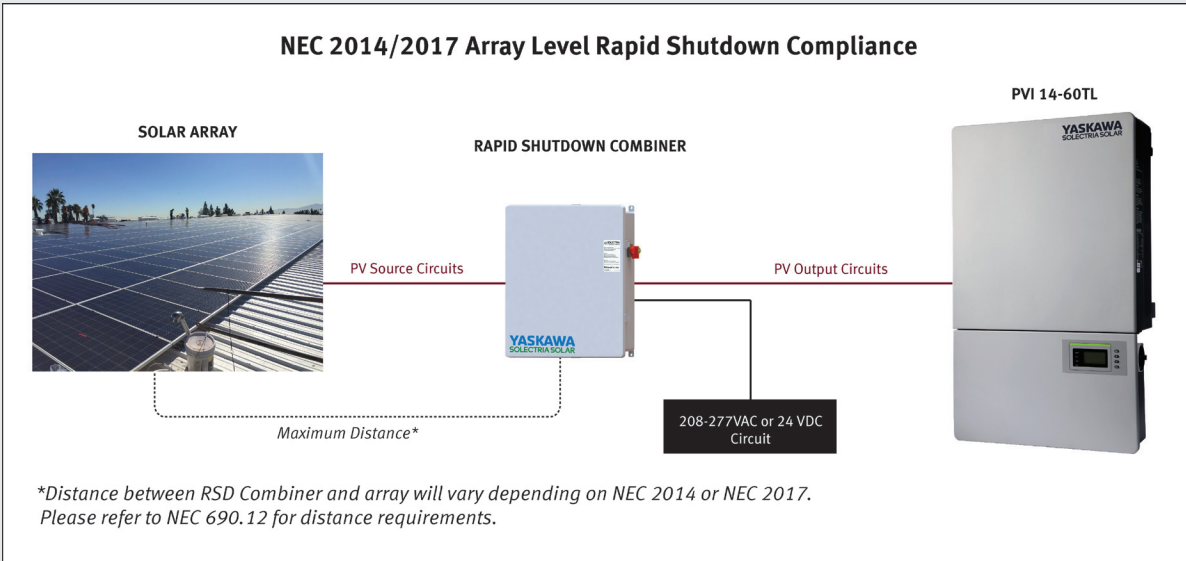 NEC 2014/2017 Array Level Rapid Shutdown Compliance
PVI 14-60TL
SOLAR ARRAY
RAPID SHUTDOWN COMBINER
YASKAWA
SOLECTRIA SOLAR
PV Source Circuits
PV Output Circuits
YASKAWA
SOLECTRIA SOLAR
208-277VAC or 24 VDC
Circuit
Maximum Distance*
*Distance between RSD Combiner and array will vary depending on NEC 2014 or NEC 2017.
Please refer to NEC 690.12 for distance requirements.